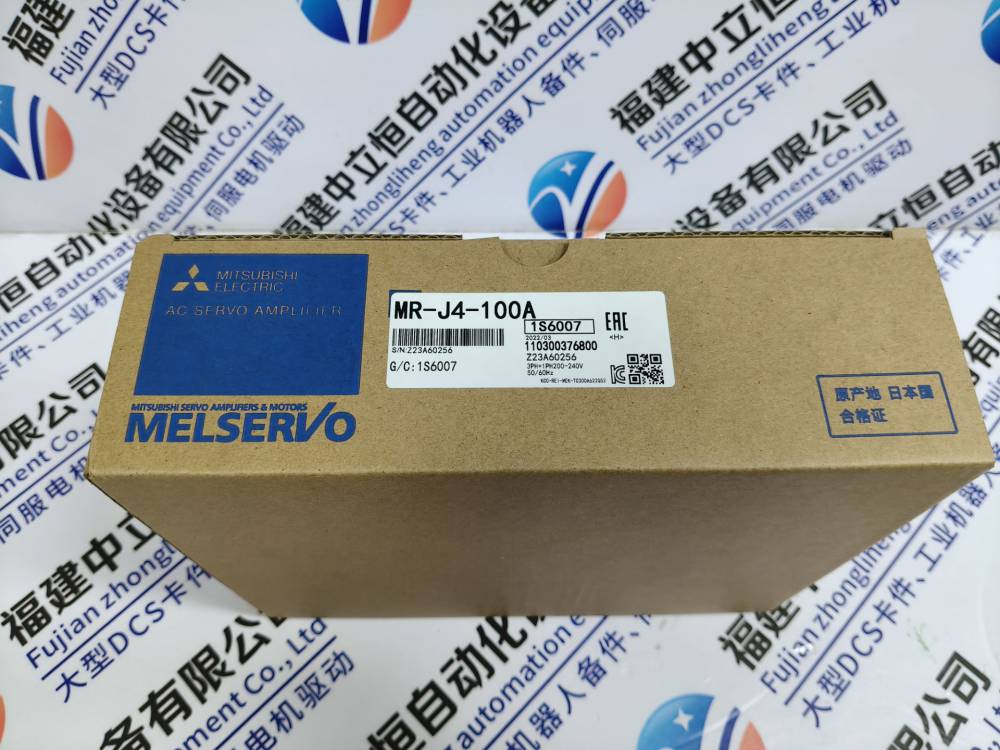 福建中立恒自动化设备有限公司
Fujian zhongliheng automation equipment Co., Ltd
大型DCS卡件、工业机器人备件、伺服电机驱动
MITSUBISHI
ELECTRIC
AC SERVO AMPLIFIER
MITSUBISHI SERVO AMPLIFIERS & MOTORS
MELSERVO
MR-J4-100A
1S6007
EAC
2022/03
<H>
S/N:Z23A60256
110300376800
Z23A60256
G/C:1S6007
3PH+1PH200-240V
50/60Hz
原产地 日本国
合格证